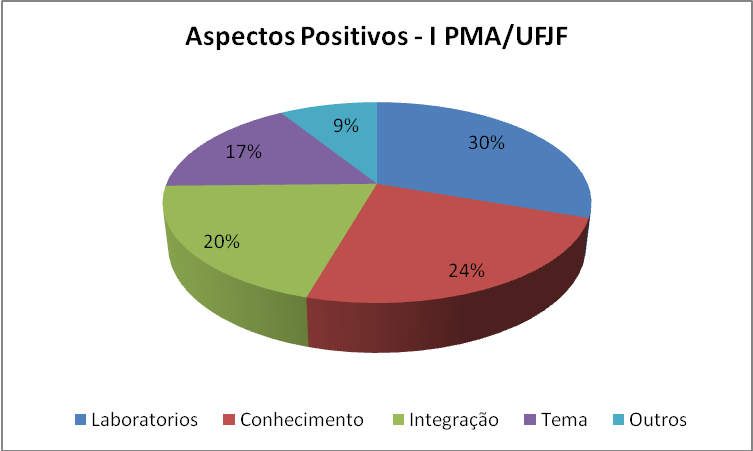 Aspectos Positivos - I PMA/UFJF
9%
30%
17%
20%
24%
Laboratorios Conhecimento Integração Tema Outros